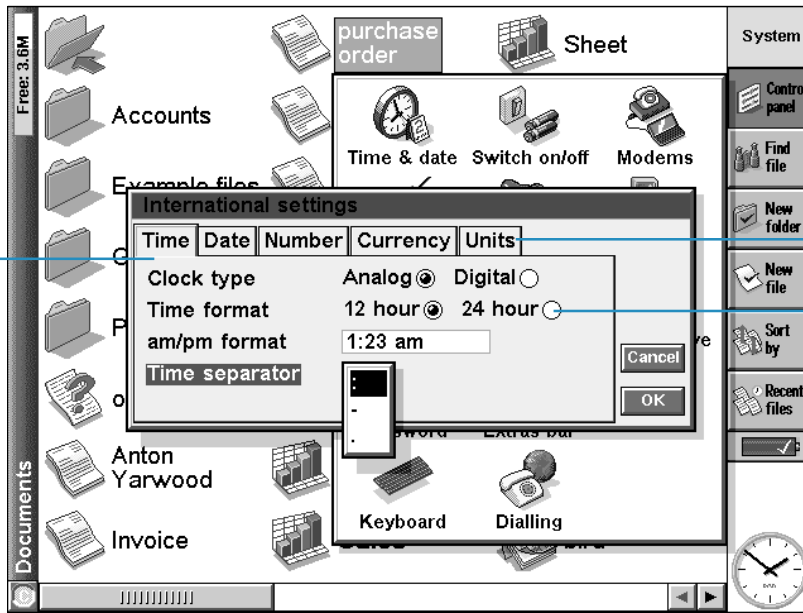 Free: 3.6M
Documents
purchase
order
Sheet
Accounts
Example files
Anton
Yarwood
Invoice
Time & date
Switch on/off
Modems
International settings
Time
Date
Number
Currency
Units
Clock type
Analog
Digital
Time format
12 hour
24 hour
am/pm format
1:23 am
Time separator
:
-
.
Cancel
OK
Keyboard
Dialling
System
Control
panel
Find
file
New
folder
New
file
Sort
by
Recent
files